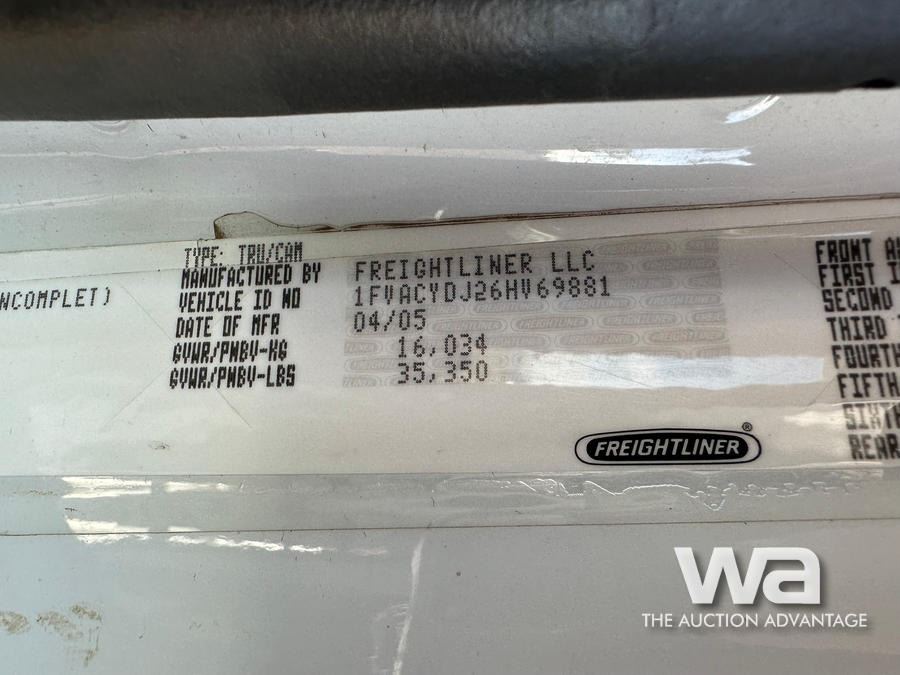 TYPE: TRU/CAM
MANUFACTURED BY FREIGHTLINER LLC
NCOMPLET) VEHICLE ID NO 1FVACYDJ26HV69881
DATE OF MFR 04/05
GVWR/PNBV-KG 16,034
GVWR/PNBV-LBS 35,350
FRONT A
FIRST I
SECOND
THIRD
FOURTH
FIFTH
SIXTH
REAR
FREIGHTLINER®
wa
THE AUCTION ADVANTAGE